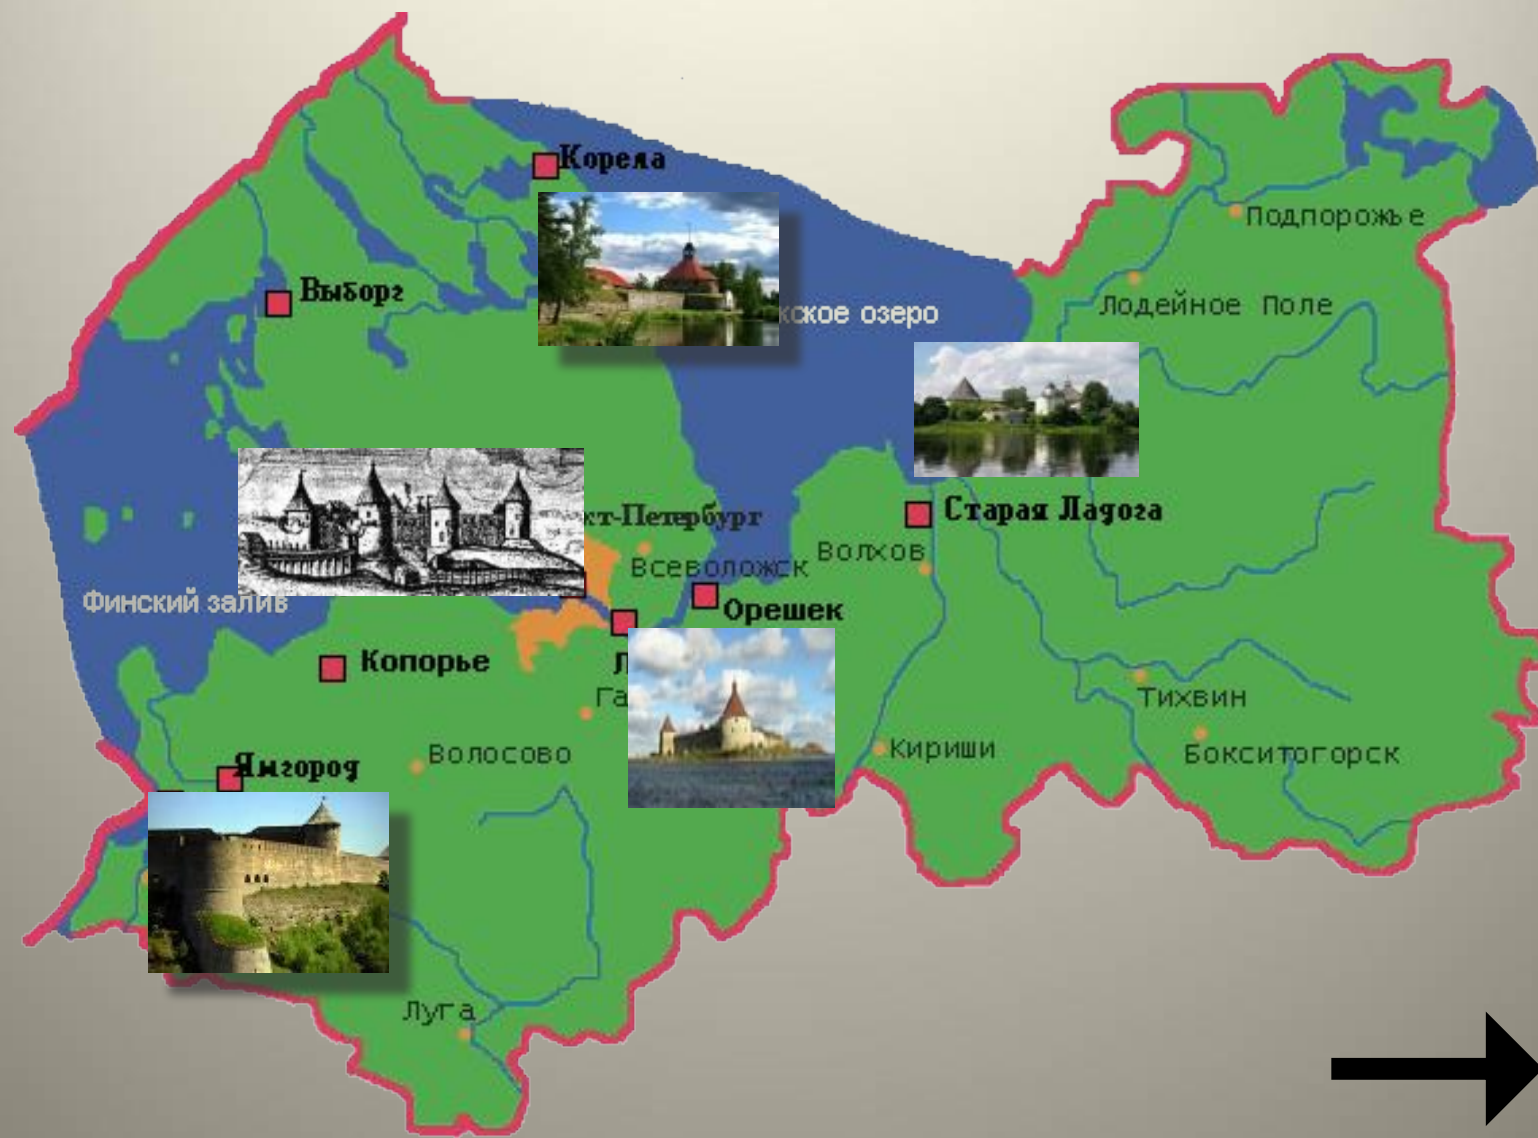 Корела
Подпорожье
Выборг
Лодейное Поле
кское озеро
Старая Ладога
кт-Петербург
Волхов
Всеволожск
Финский залив
Орешек
Копорье
Л
Га
Тихвин
Волосово
Кириши
Бокситогорск
Ямгород
Луга